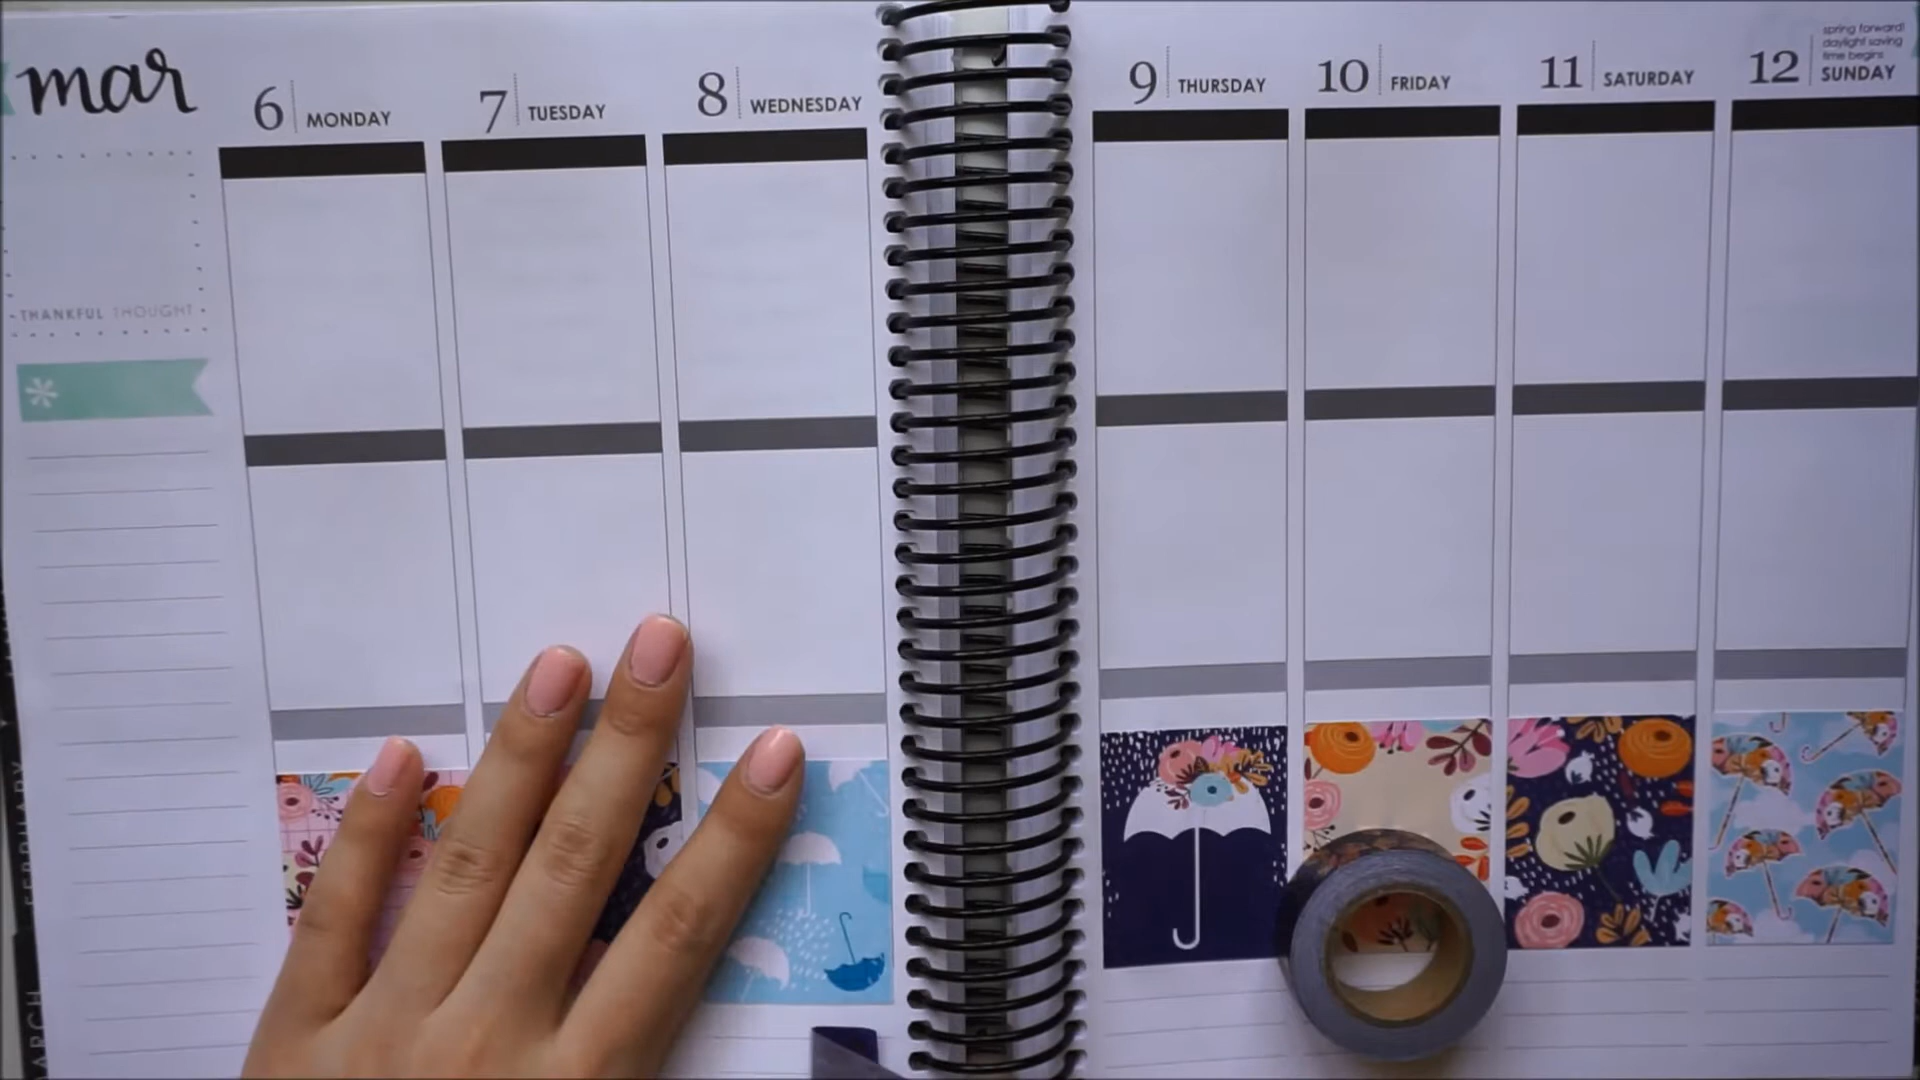 mar
6 MONDAY
7 TUESDAY
8 WEDNESDAY
9 THURSDAY
10 FRIDAY
11 SATURDAY
spring forward!
daylight saving
time begins
12 SUNDAY
THANKFUL THOUGHT
FEBRUARY
MARCH